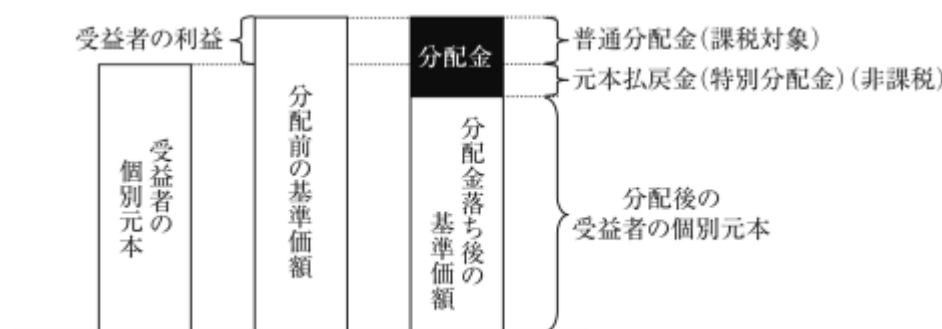 受益者の利益
分配金
普通分配金(課税対象)
元本払戻金(特別分配金)(非課税)
受益者の
個別元本
分配前の基準価額
分配金落ち後の
基準価額
分配後の
受益者の個別元本